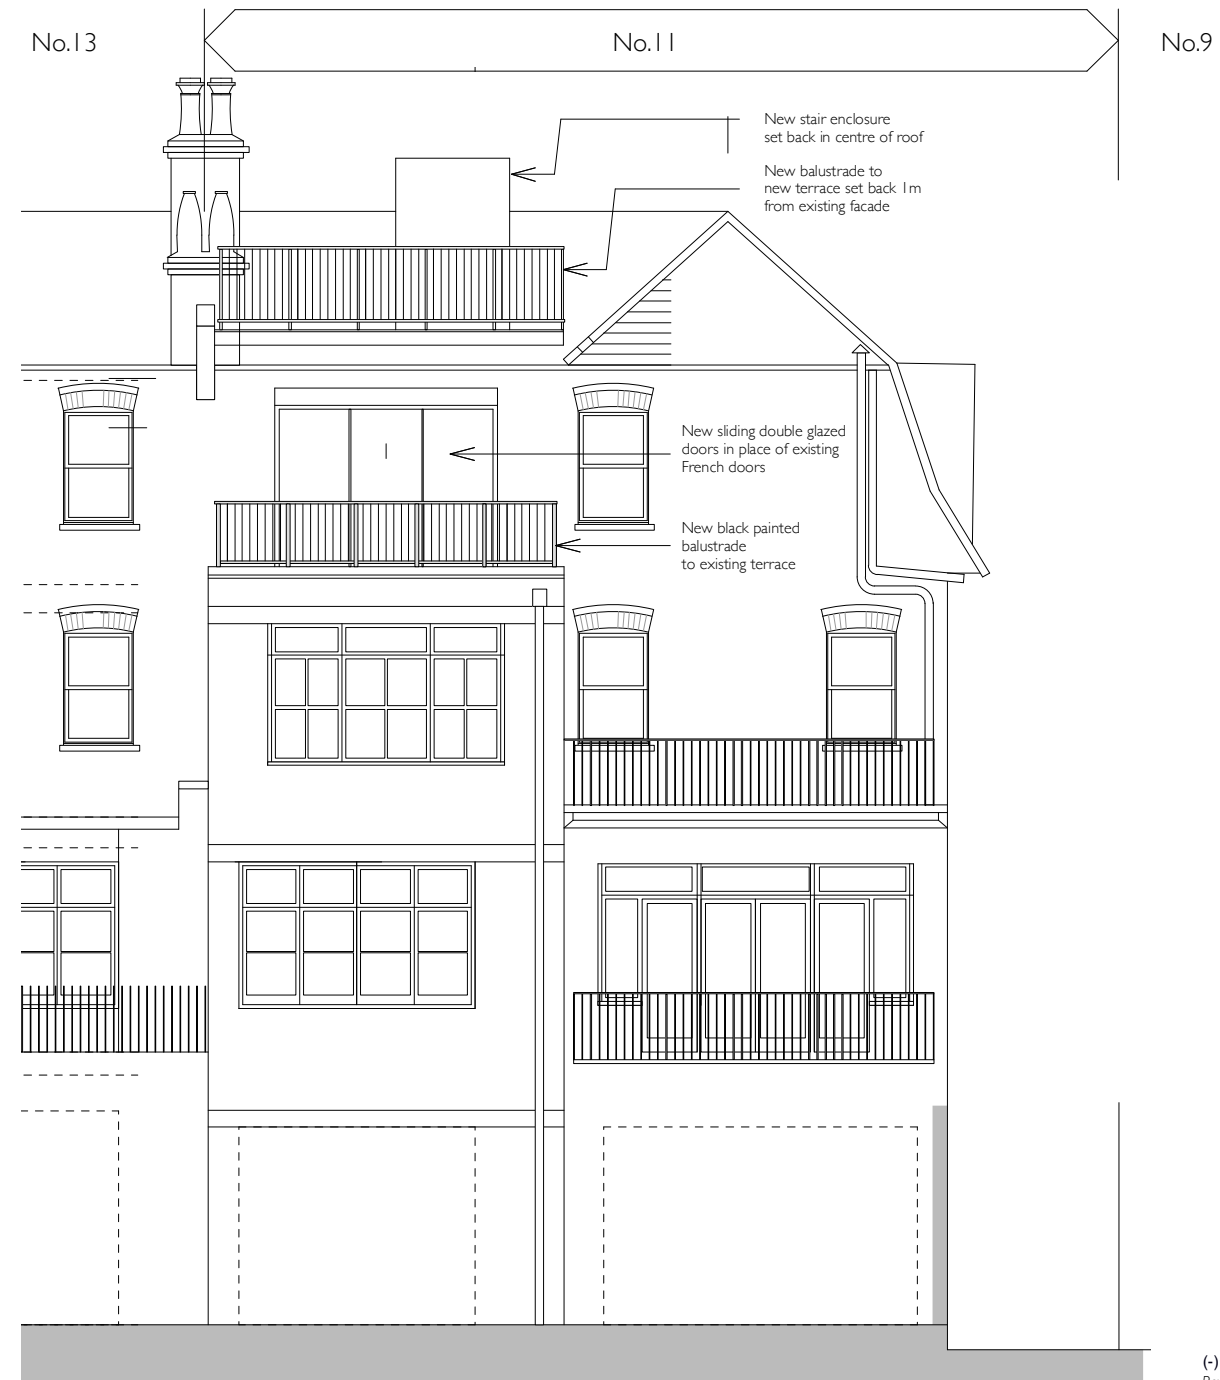 No.13
No.11
No.9
New stair enclosure
set back in centre of roof
New balustrade to
new terrace set back 1m
from existing facade
New sliding double glazed
doors in place of existing
French doors
New black painted
balustrade
to existing terrace
(-)